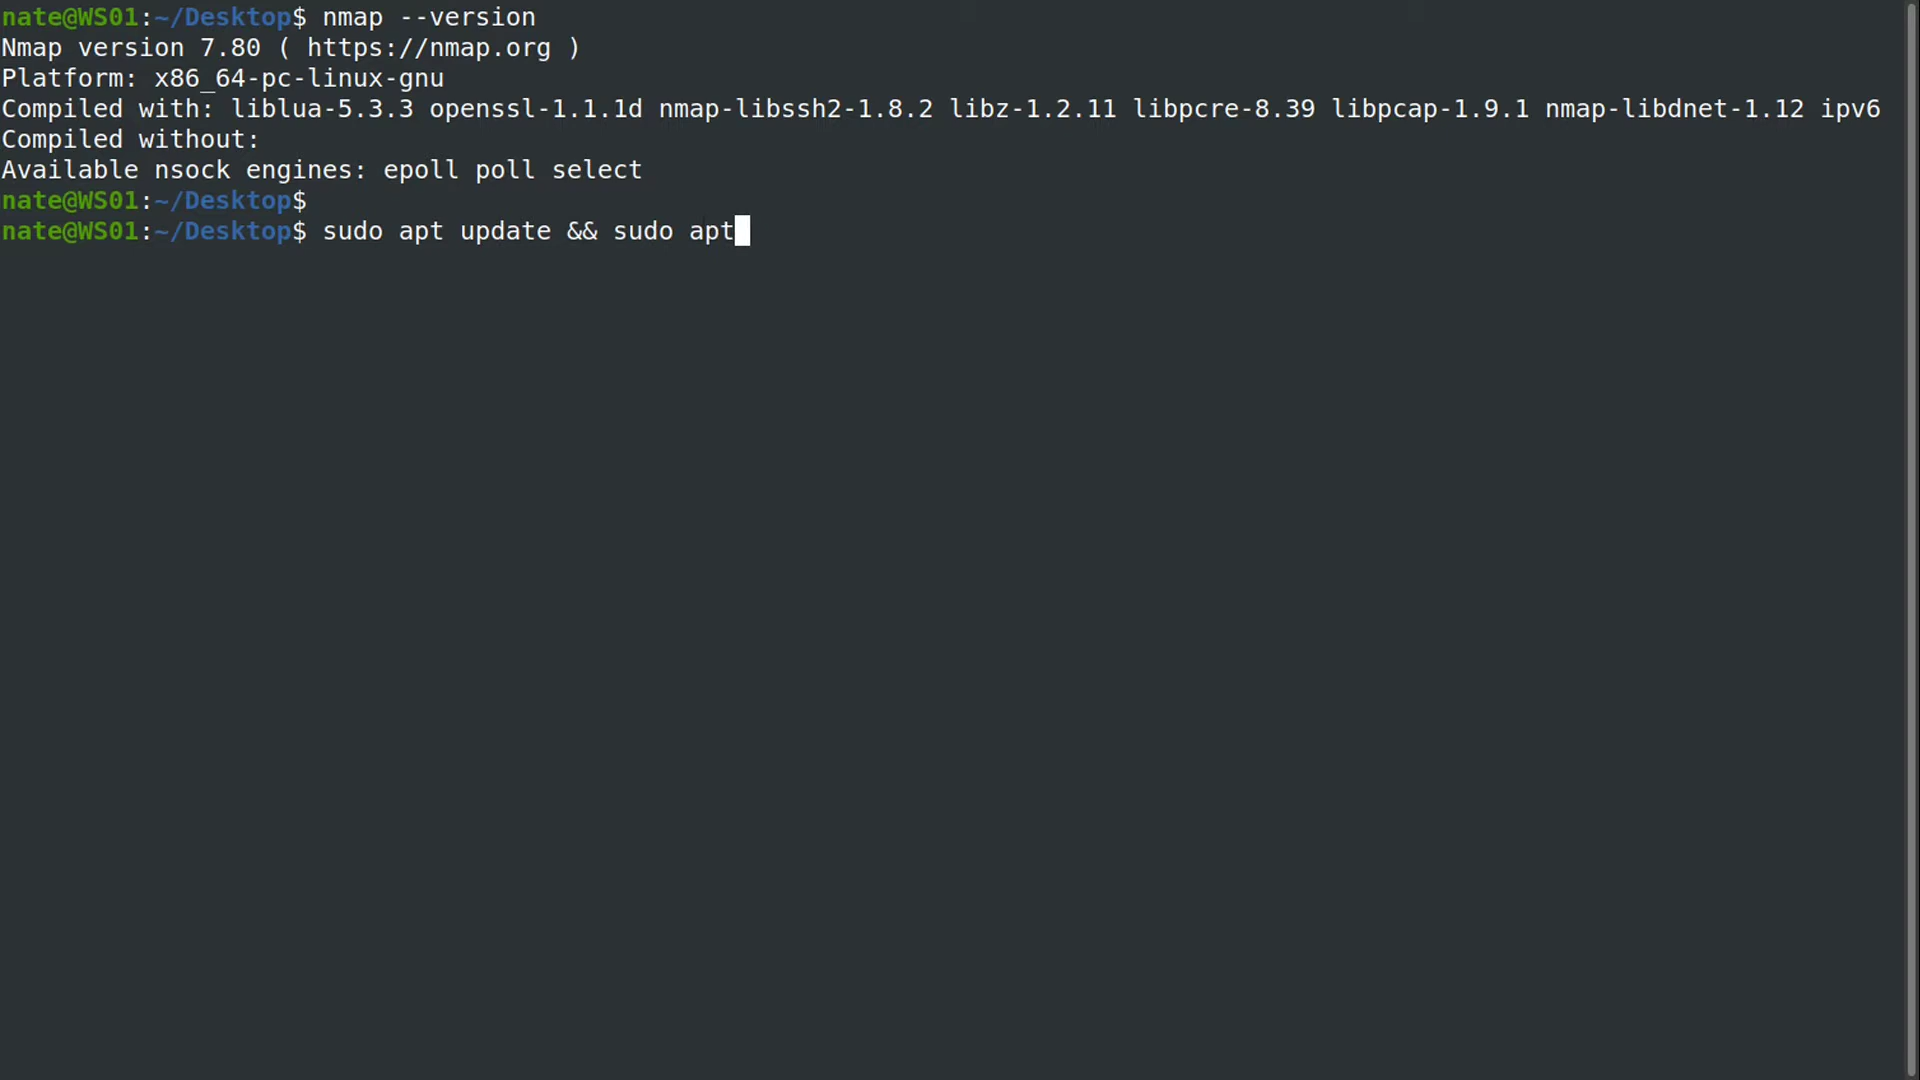 nate@WS01:~/Desktop$ nmap --version
Nmap version 7.80 ( https://nmap.org )
Platform: x86_64-pc-linux-gnu
Compiled with: liblua-5.3.3 openssl-1.1.1d nmap-libssh2-1.8.2 libz-1.2.11 libpcre-8.39 libpcap-1.9.1 nmap-libdnet-1.12 ipv6
Compiled without:
Available nsock engines: epoll poll select
nate@WS01:~/Desktop$
nate@WS01:~/Desktop$ sudo apt update && sudo apt